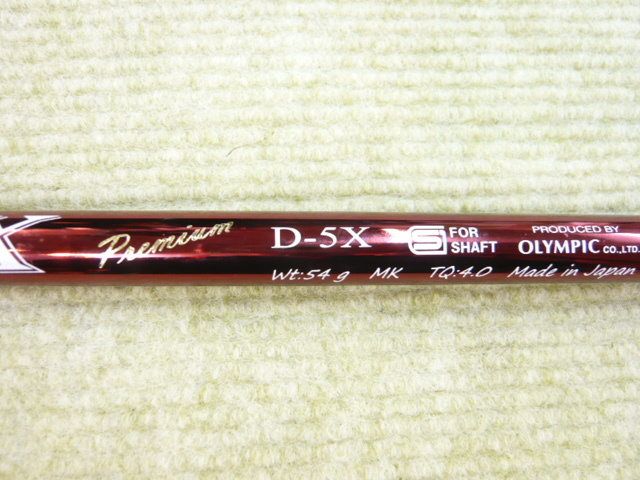 X Premium D-5X S FOR SHAFT PRODUCED BY OLYMPIC CO.,LTD.
Wt:54 g MK TQ:4.0 Made in Japan